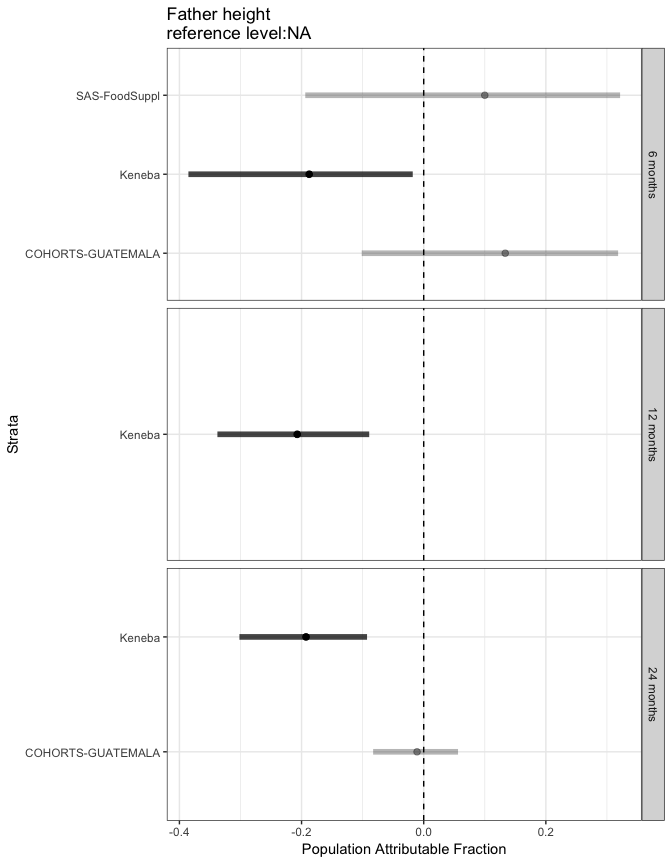 Father height
reference level:NA
SAS-FoodSuppl
Keneba
COHORTS-GUATEMALA
6 months
Keneba
12 months
Keneba
COHORTS-GUATEMALA
24 months
Strata
-0.4 -0.2 0.0 0.2
Population Attributable Fraction